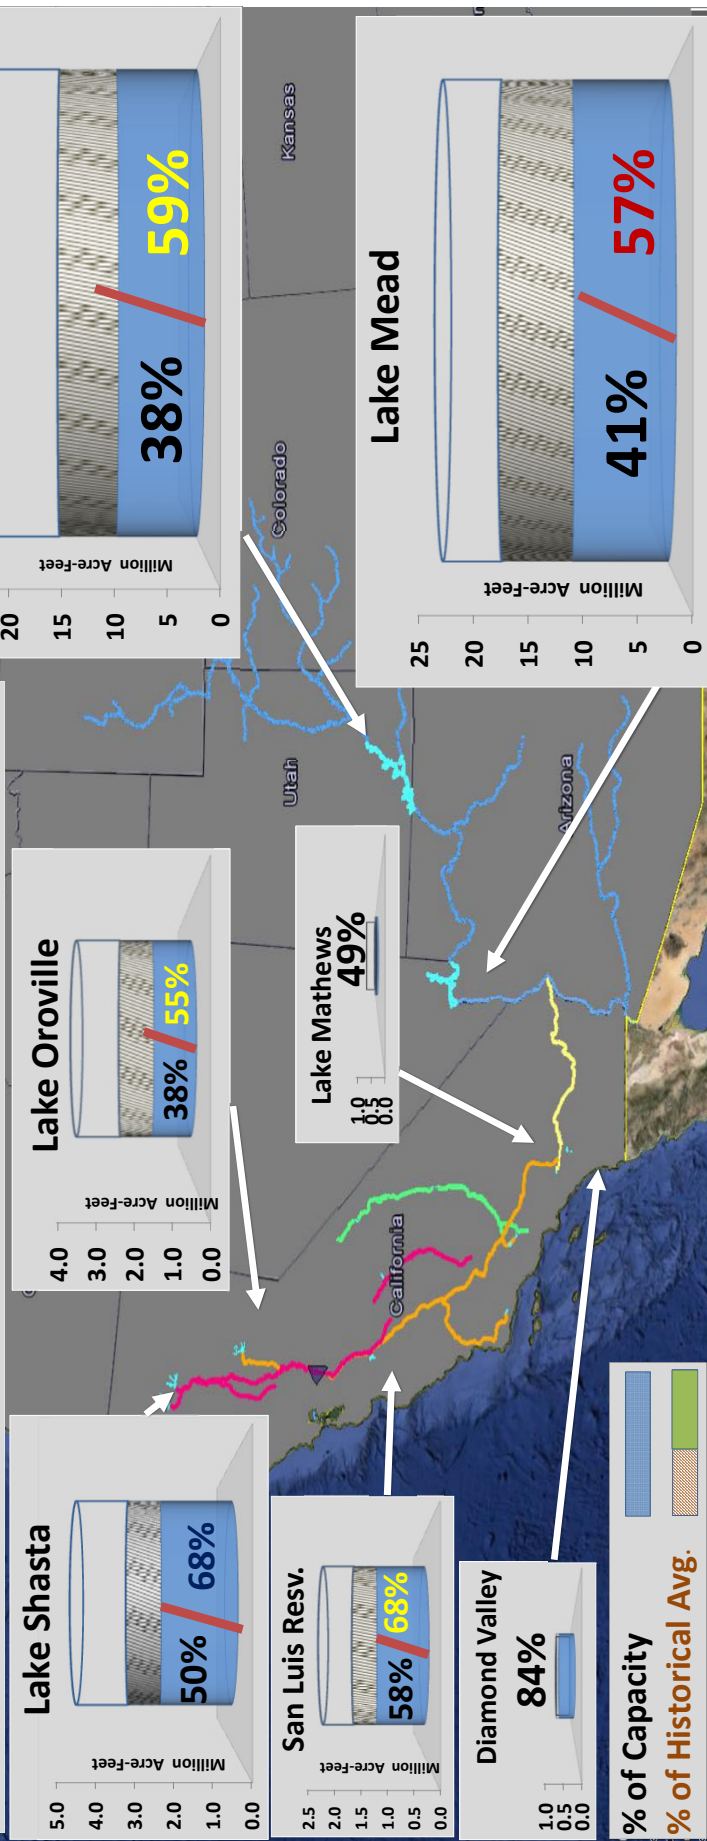 Lake Shasta
5.0
4.0
3.0
2.0
1.0
0.0
Million Acre-Feet
50%
68%
Lake Oroville
4.0
3.0
2.0
1.0
0.0
Million Acre-Feet
38%
55%
20
15
10
5
0
Million Acre-Feet
38%
59%
San Luis Resv.
2.5
2.0
1.5
1.0
0.5
0.0
Million Acre-Feet
58%
68%
Lake Mathews
49%
1.0
0.5
0.0
Utah
Colorado
Kansas
California
Arizona
Lake Mead
25
20
15
10
5
0
Million Acre-Feet
41%
57%
Diamond Valley
84%
1.0
0.5
0.0
% of Capacity
% of Historical Avg.